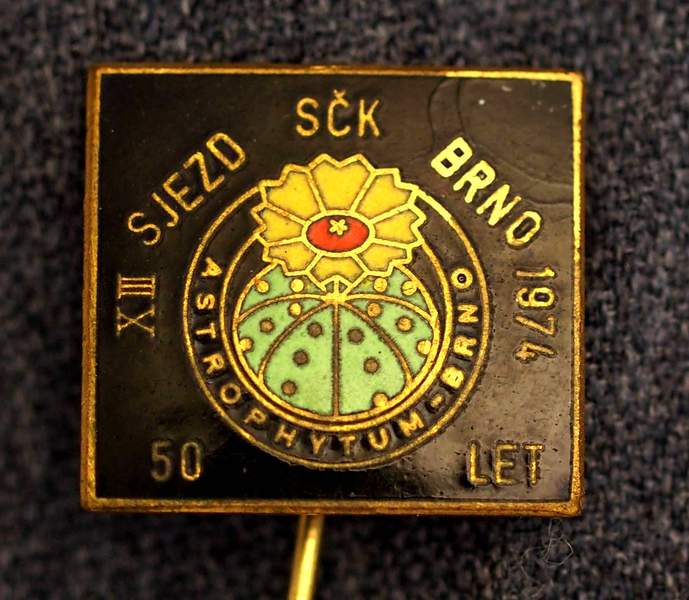 XIII SJEZD SČK BRNO 1974
ASTROPHYTUM-BRNO
50 LET